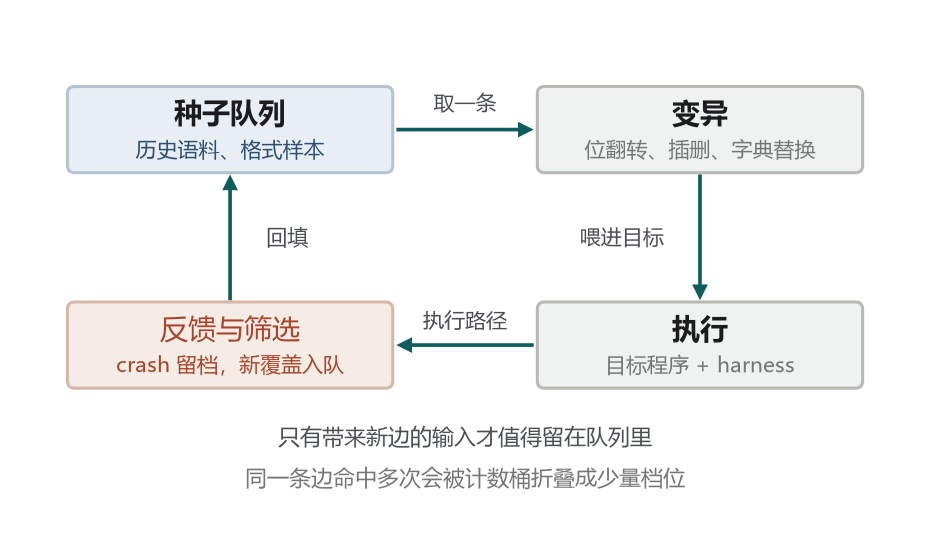 种子队列
历史语料、格式样本
取一条
变异
位翻转、插删、字典替换
回填
喂进目标
反馈与筛选
crash 留档，新覆盖入队
执行路径
执行
目标程序 + harness
只有带来新边的输入才值得留在队列里
同一条边命中多次会被计数桶折叠成少量档位